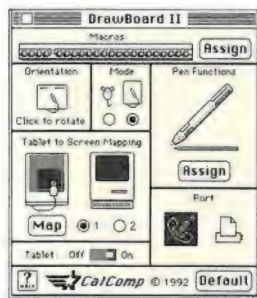 DrawBoard II
Macros
Assign
Orientation
Mode
Pen Functions
Click to rotate
Tablet to Screen Mapping
Assign
Port
Map 1 2
Tablet: Off On
? HELP CalComp © 1992 Default